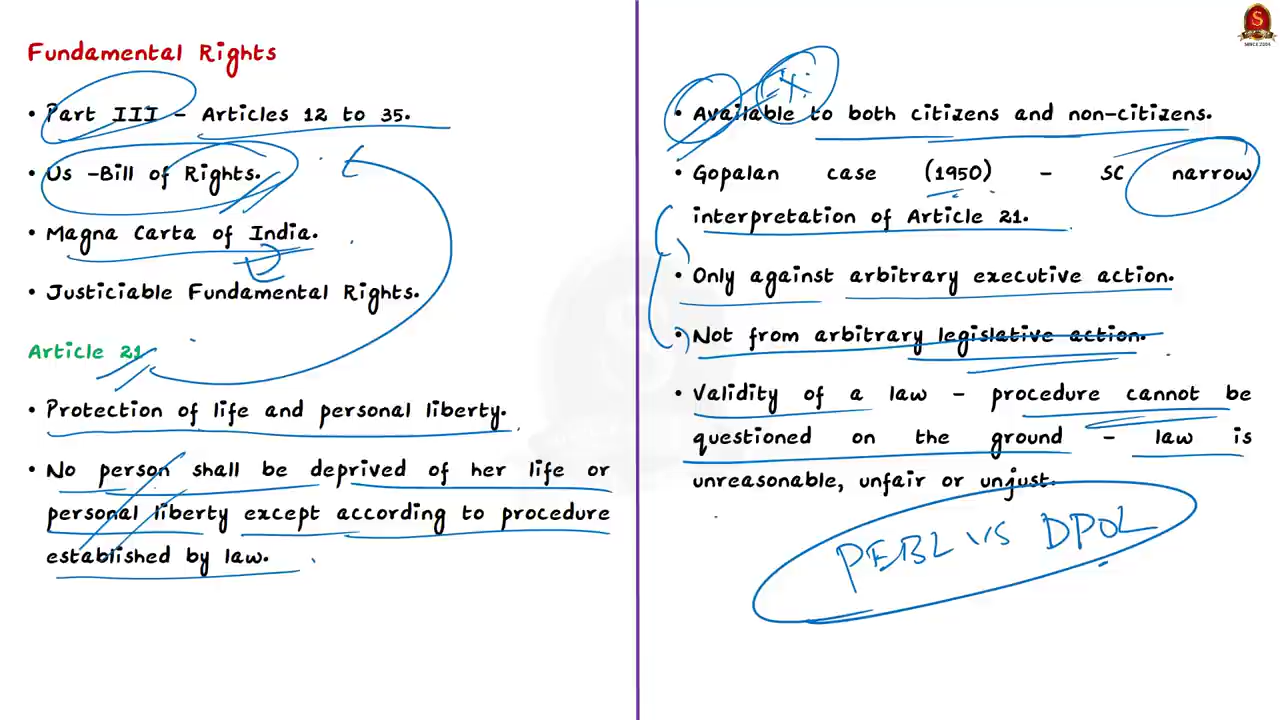 Fundamental Rights
• Part III – Articles 12 to 35.
• Us –Bill of Rights.
• Magna Carta of India.
• Justiciable Fundamental Rights.
Article 21
• Protection of life and personal liberty.
• No person shall be deprived of her life or
personal liberty except according to procedure
established by law.
• Available to both citizens and non-citizens.
• Gopalan case (1950) – SC narrow
interpretation of Article 21.
• Only against arbitrary executive action.
• Not from arbitrary legislative action.
• Validity of a law – procedure cannot be
questioned on the ground – law is
unreasonable, unfair or unjust.
PEBL vs DPOL
S
SINCE 2004